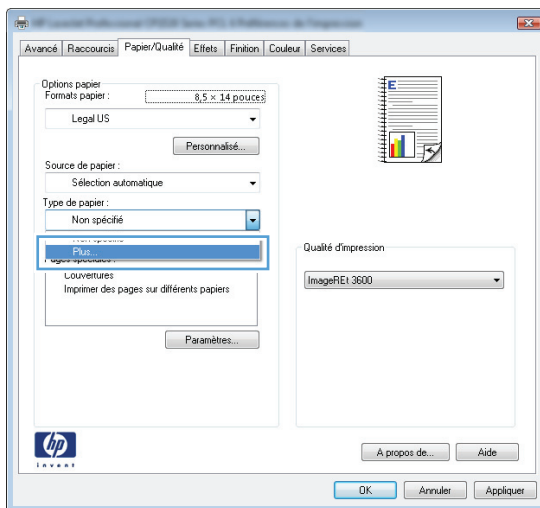 Avancé Raccourcis Papier/Qualité Effets Finition Couleur Services
Options papier
Formats papier : 8,5 × 14 pouces
Legal US
Personnalisé...
Source de papier :
Sélection automatique
Type de papier :
Non spécifié
Plus...
Couvertures
Imprimer des pages sur différents papiers
Paramètres...
E
Qualité d'impression
ImageREt 3600
hp
invent
A propos de... Aide
OK Annuler Appliquer